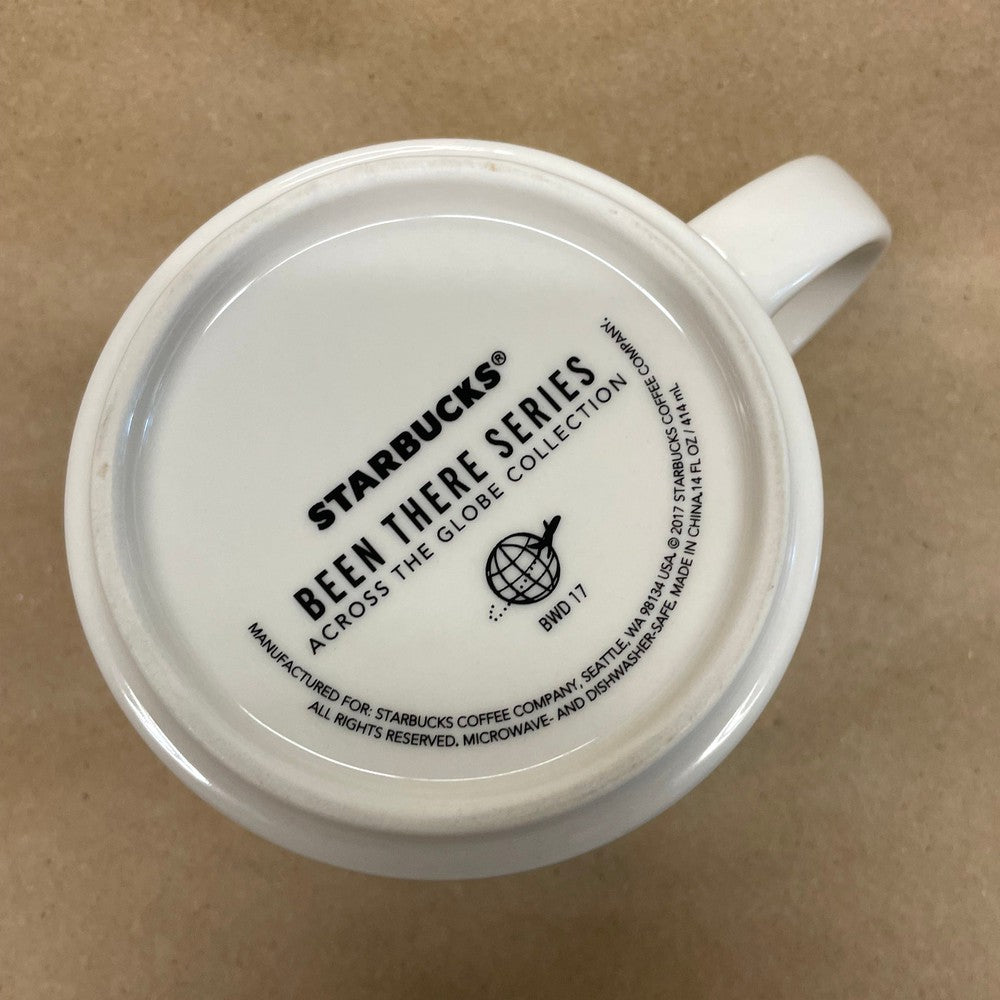 STARBUCKS®
BEEN THERE SERIES
ACROSS THE GLOBE COLLECTION
BWD 17
MANUFACTURED FOR: STARBUCKS COFFEE COMPANY, SEATTLE, WA 98134 USA. © 2017 STARBUCKS COFFEE COMPANY.
ALL RIGHTS RESERVED. MICROWAVE- AND DISHWASHER-SAFE. MADE IN CHINA.14 FL OZ / 414 mL